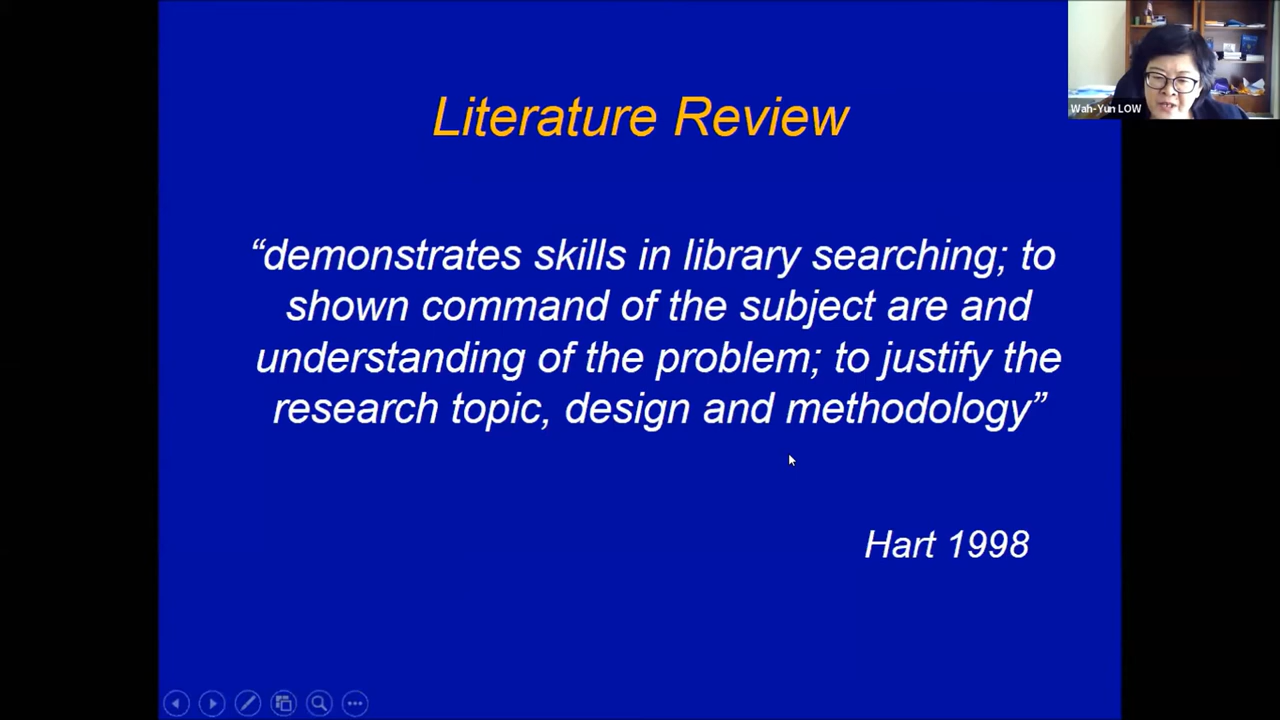 Literature Review
Wah-Yun LOW
“demonstrates skills in library searching; to
shown command of the subject are and
understanding of the problem; to justify the
research topic, design and methodology”
Hart 1998